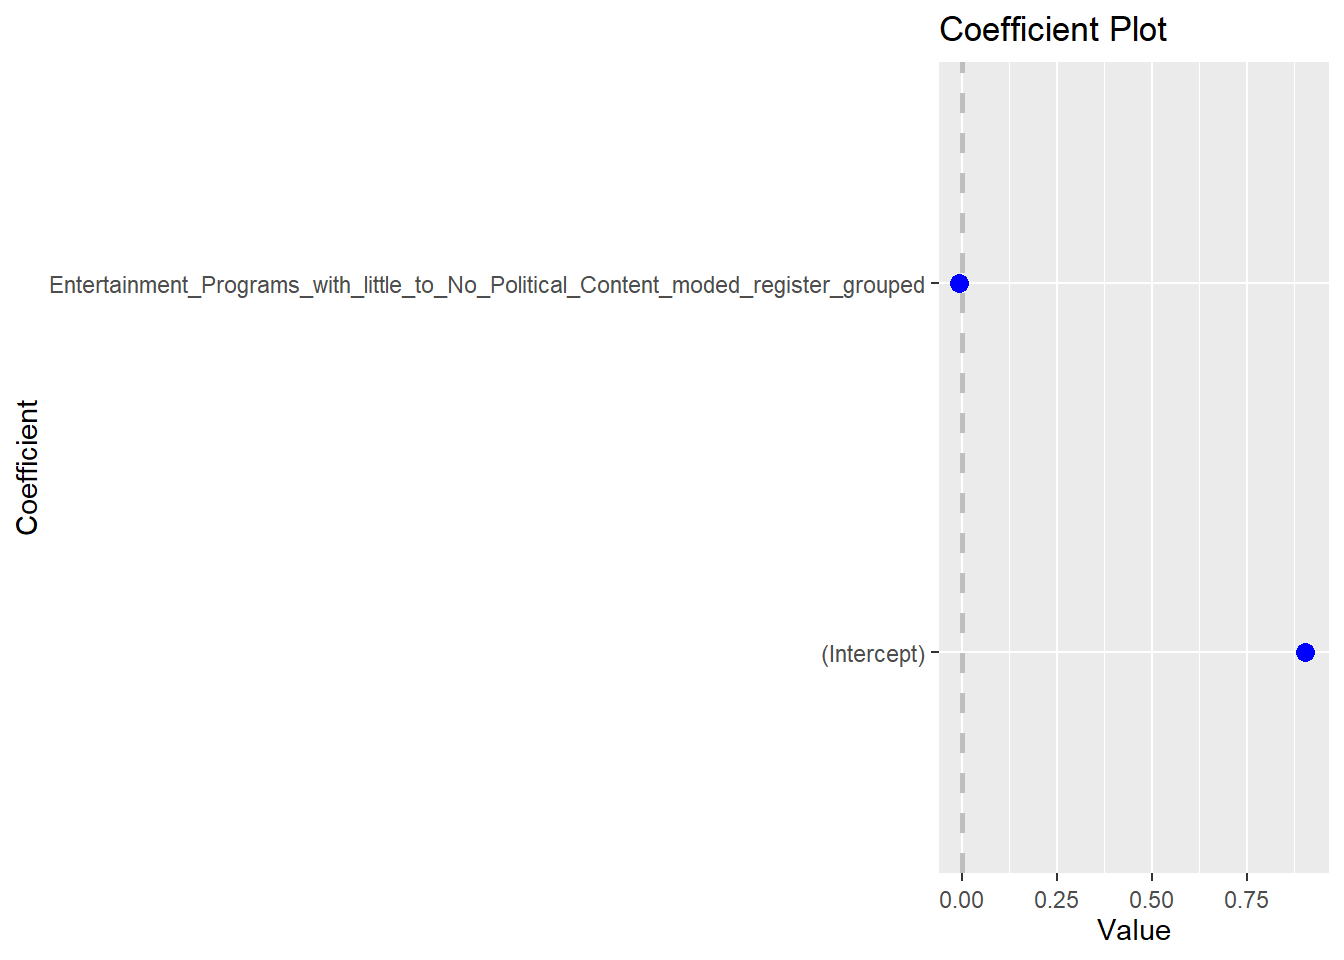 Coefficient Plot
Entertainment_Programs_with_little_to_No_Political_Content_moded_register_grouped
Coefficient
(Intercept)
0.00 0.25 0.50 0.75
Value